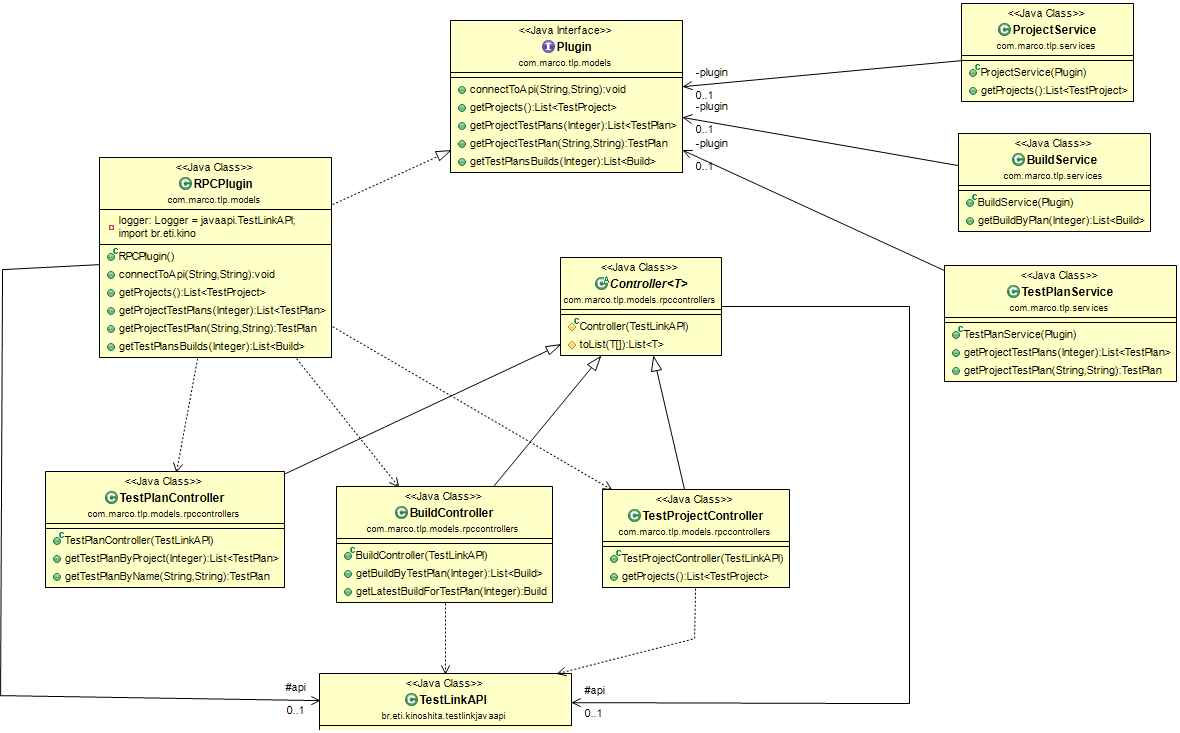 <<Java Interface>>
Plugin
com.marco.tlp.models
connectToApi(String,String):void
getProjects():List<TestProject>
getProjectTestPlans(Integer):List<TestPlan>
getProjectTestPlan(String,String):TestPlan
getTestPlansBuilds(Integer):List<Build>
<<Java Class>>
ProjectService
com.marco.tlp.services
ProjectService(Plugin)
getProjects():List<TestProject>
-plugin
0..1
-plugin
0..1
-plugin
0..1
<<Java Class>>
BuildService
com.marco.tlp.services
BuildService(Plugin)
getBuildByPlan(Integer):List<Build>
<<Java Class>>
RPCPlugin
com.marco.tlp.models
logger: Logger = javaapi.TestLinkAPI;
import br.eti.kino
RPCPlugin()
connectToApi(String,String):void
getProjects():List<TestProject>
getProjectTestPlans(Integer):List<TestPlan>
getProjectTestPlan(String,String):TestPlan
getTestPlansBuilds(Integer):List<Build>
<<Java Class>>
Controller<T>
com.marco.tlp.models.rpccontrollers
Controller(TestLinkAPI)
toList(T[]):List<T>
<<Java Class>>
TestPlanService
com.marco.tlp.services
TestPlanService(Plugin)
getProjectTestPlans(Integer):List<TestPlan>
getProjectTestPlan(String,String):TestPlan
<<Java Class>>
TestPlanController
com.marco.tlp.models.rpccontrollers
TestPlanController(TestLinkAPI)
getTestPlanByProject(Integer):List<TestPlan>
getTestPlanByName(String,String):TestPlan
<<Java Class>>
BuildController
com.marco.tlp.models.rpccontrollers
BuildController(TestLinkAPI)
getBuildByTestPlan(Integer):List<Build>
getLatestBuildForTestPlan(Integer):Build
<<Java Class>>
TestProjectController
com.marco.tlp.models.rpccontrollers
TestProjectController(TestLinkAPI)
getProjects():List<TestProject>
#api
0..1
<<Java Class>>
TestLinkAPI
br.eti.kinoshita.testlinkjavaapi
#api
0..1